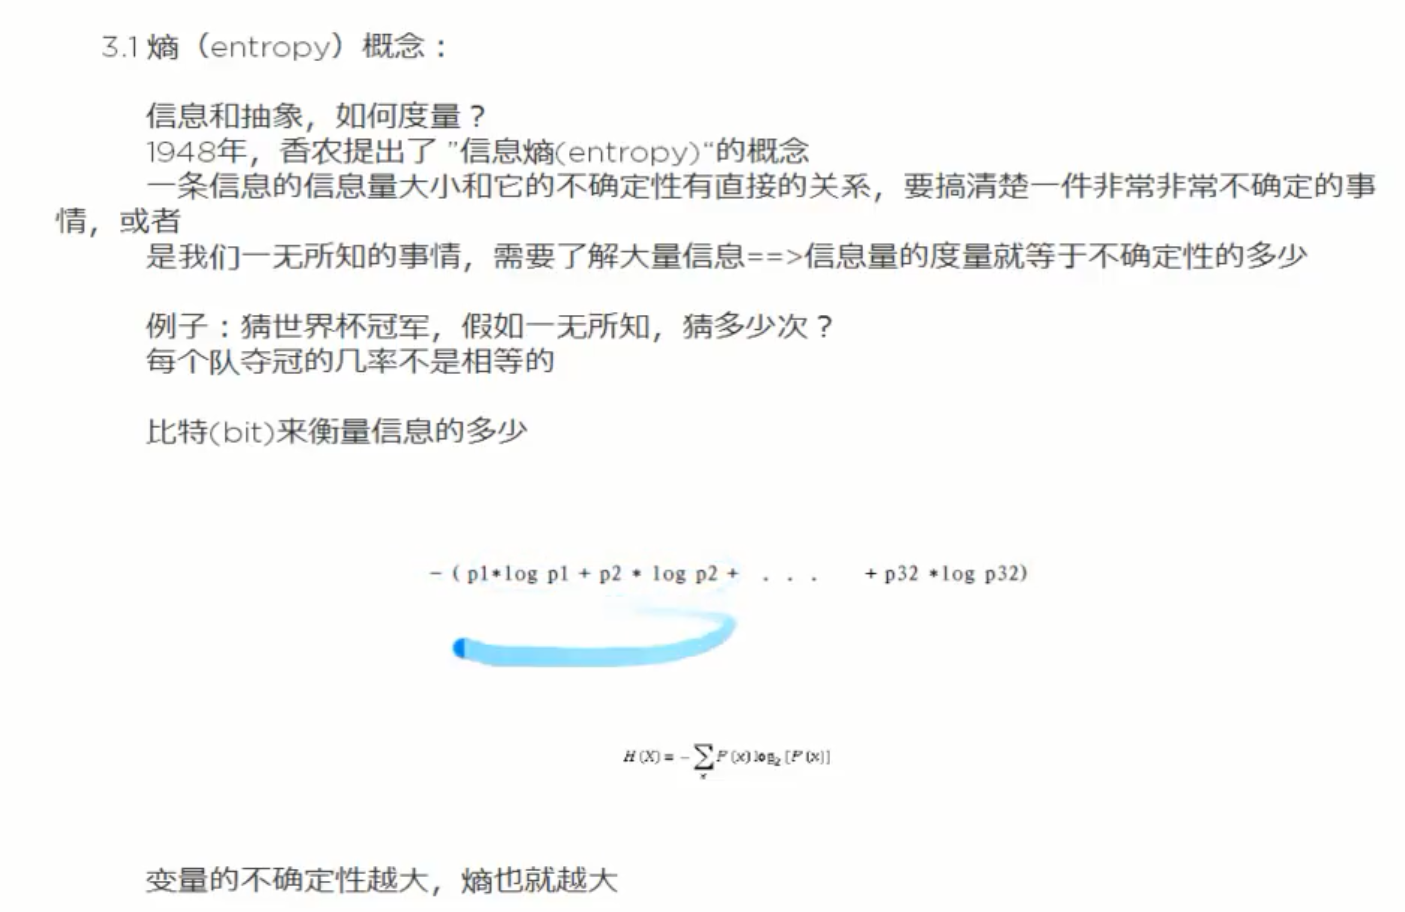 3.1 熵（entropy）概念：
信息和抽象，如何度量？
1948年，香农提出了 ”信息熵(entropy)“的概念
一条信息的信息量大小和它的不确定性有直接的关系，要搞清楚一件非常非常不确定的事
情，或者
是我们一无所知的事情，需要了解大量信息==>信息量的度量就等于不确定性的多少
例子：猜世界杯冠军，假如一无所知，猜多少次？
每个队夺冠的几率不是相等的
比特(bit)来衡量信息的多少
- ( p1*log p1 + p2 * log p2 + . . . + p32 *log p32)
H(X) = -∑ₓP(x)log₂[P(x)]
变量的不确定性越大，熵也就越大